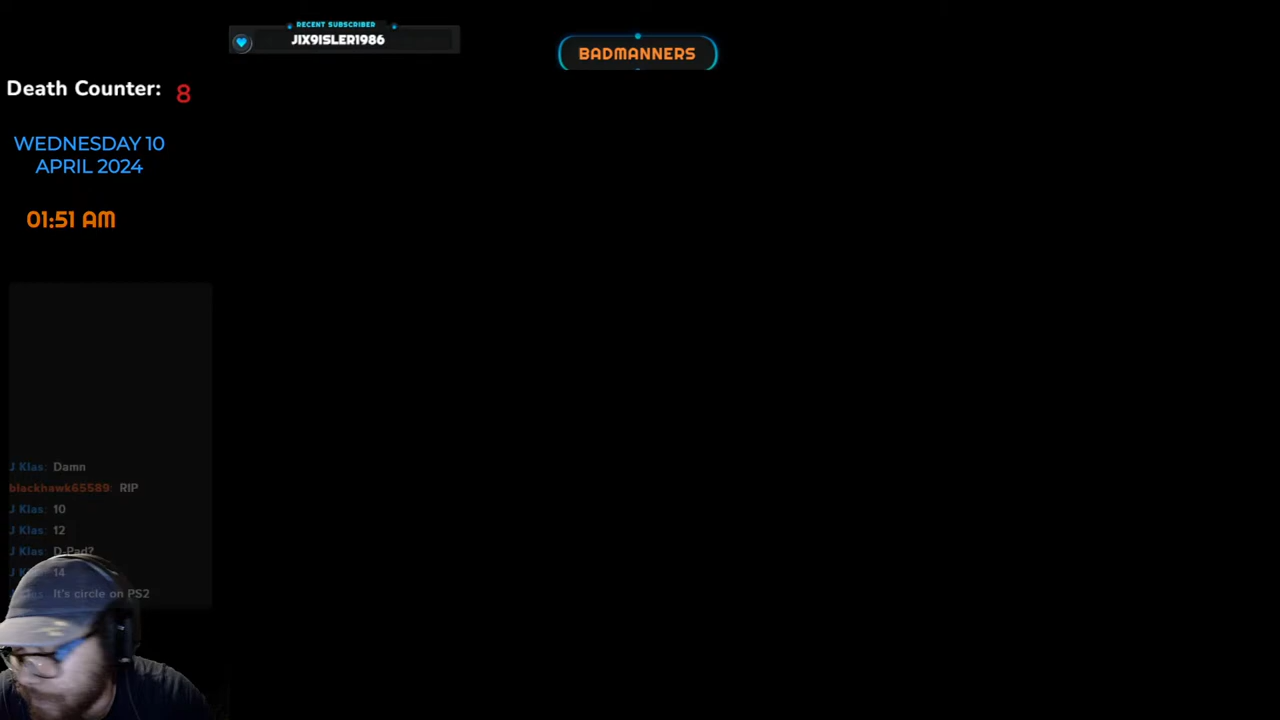 RECENT SUBSCRIBER
JIX9ISLER1986
BADMANNERS
Death Counter: 8
WEDNESDAY 10
APRIL 2024
01:51 AM
J Klas: Damn
blackhawk65589: RIP
J Klas: 10
J Klas: 12
J Klas: D-Pad?
14
It's circle on PS2